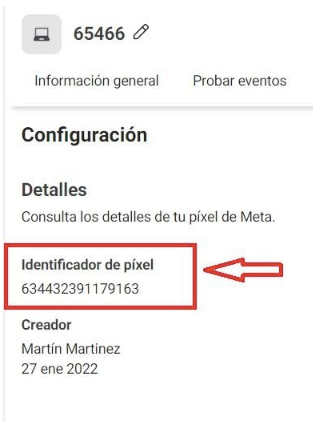 65466
Información general Probar eventos
Configuración
Detalles
Consulta los detalles de tu píxel de Meta.
Identificador de píxel
634432391179163
Creador
Martín Martinez
27 ene 2022